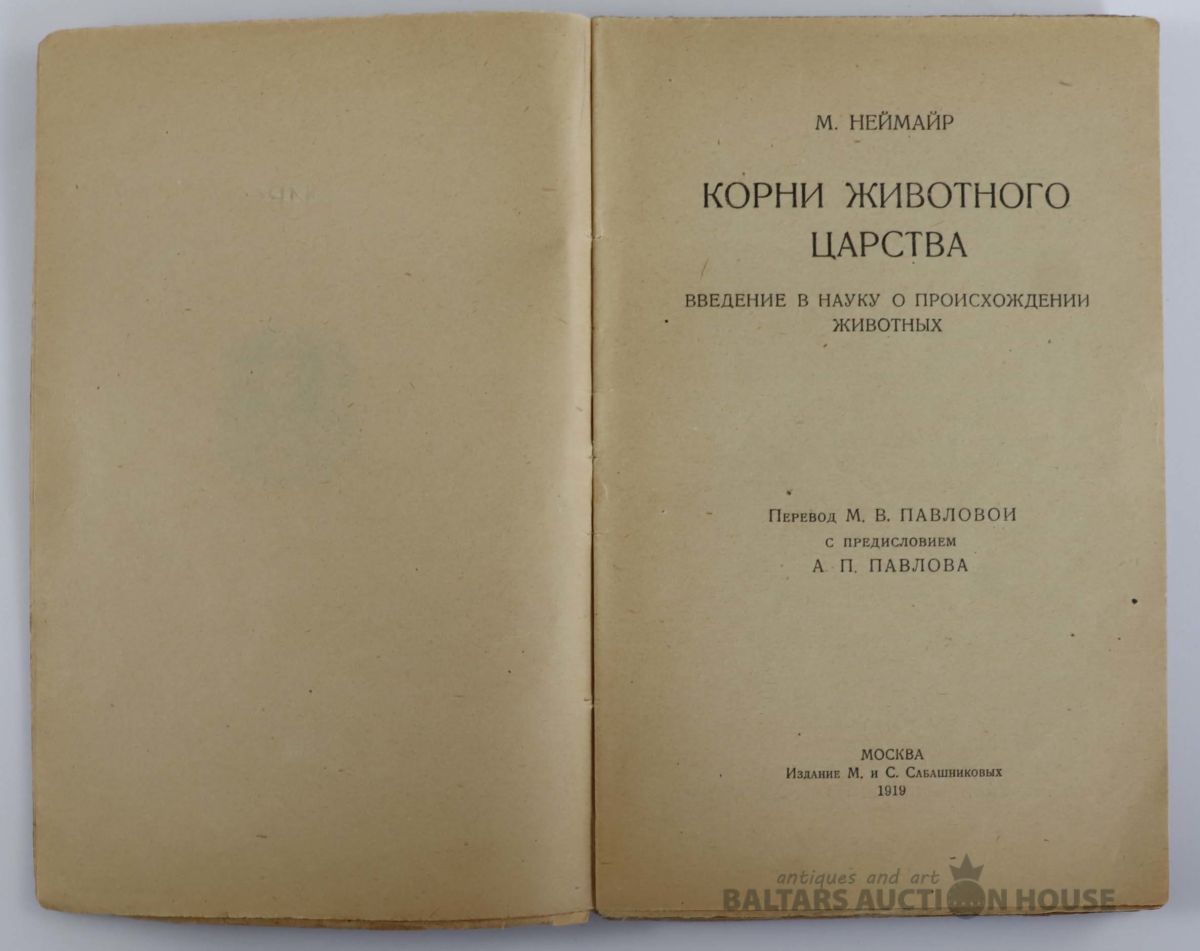 М. НЕЙМАЙР
КОРНИ ЖИВОТНОГО
ЦАРСТВА
ВВЕДЕНИЕ В НАУКУ О ПРОИСХОЖДЕНИИ
ЖИВОТНЫХ
Перевод М. В. ПАВЛОВОЙ
с предисловием
А. П. ПАВЛОВА
МОСКВА
Издание М. и С. Сабашниковых
1919
antiques and art
BALTARS AUCTION HOUSE